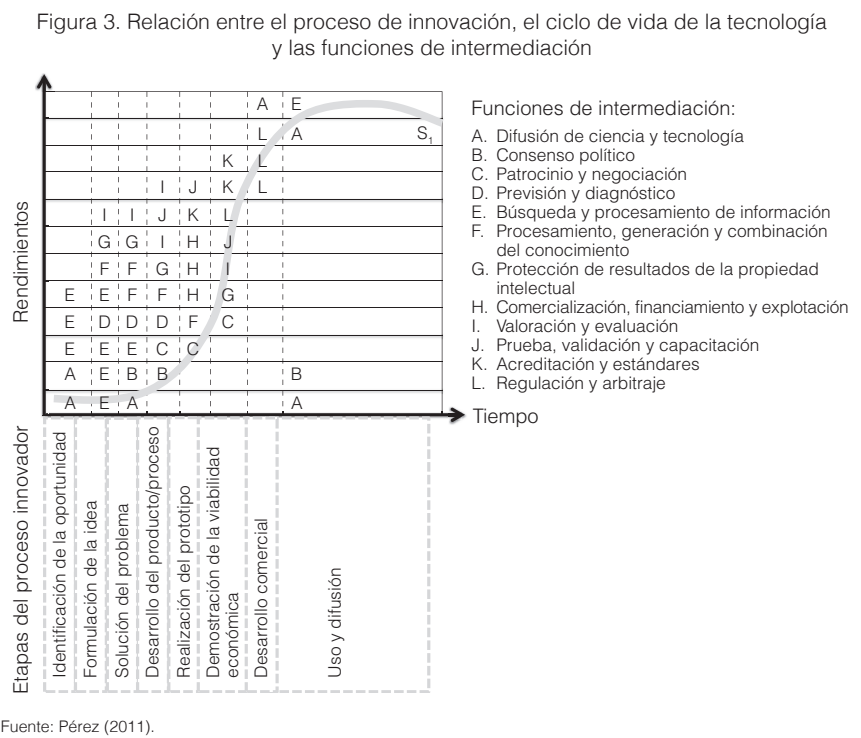 Figura 3. Relación entre el proceso de innovación, el ciclo de vida de la tecnología
y las funciones de intermediación
Rendimientos
A E
L A S1
K L
I J K L
I I J K L
G G I H J
F F G H I
E E F F H G
E D D D F C
E E E C C
A E B B B
A E A A
Tiempo
Funciones de intermediación:
A. Difusión de ciencia y tecnología
B. Consenso político
C. Patrocinio y negociación
D. Previsión y diagnóstico
E. Búsqueda y procesamiento de información
F. Procesamiento, generación y combinación
del conocimiento
G. Protección de resultados de la propiedad
intelectual
H. Comercialización, financiamiento y explotación
I. Valoración y evaluación
J. Prueba, validación y capacitación
K. Acreditación y estándares
L. Regulación y arbitraje
Etapas del proceso innovador
Identificación de la oportunidad
Formulación de la idea
Solución del problema
Desarrollo del producto/proceso
Realización del prototipo
Demostración de la viabilidad
económica
Desarrollo comercial
Uso y difusión
Fuente: Pérez (2011).